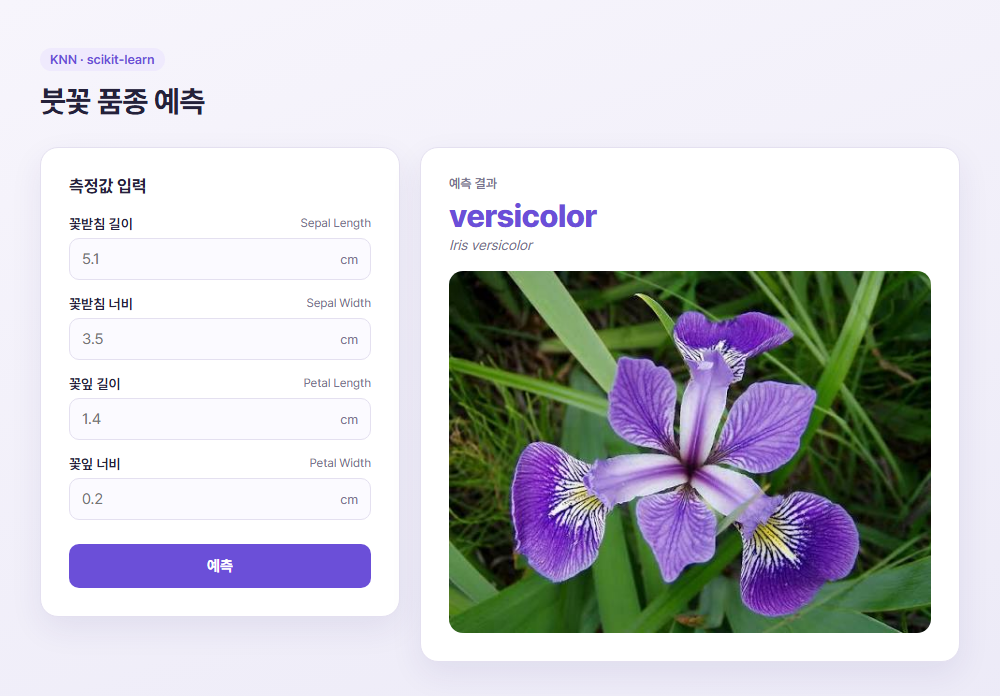 KNN · scikit-learn
붓꽃 품종 예측
측정값 입력
꽃받침 길이 Sepal Length
5.1 cm
꽃받침 너비 Sepal Width
3.5 cm
꽃잎 길이 Petal Length
1.4 cm
꽃잎 너비 Petal Width
0.2 cm
예측
예측 결과
versicolor
Iris versicolor